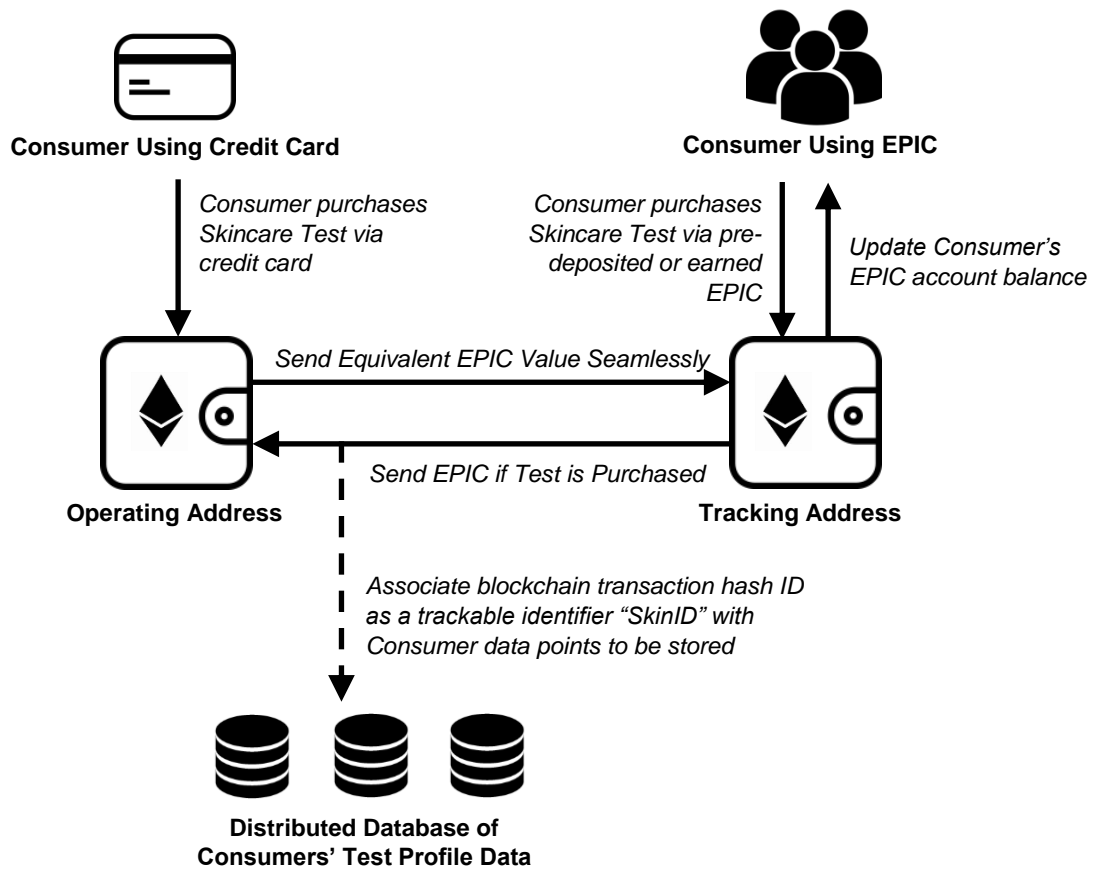 Consumer Using Credit Card
Consumer Using EPIC
Consumer purchases
Skincare Test via
credit card
Consumer purchases
Skincare Test via pre-
deposited or earned
EPIC
Update Consumer’s
EPIC account balance
Send Equivalent EPIC Value Seamlessly
Send EPIC if Test is Purchased
Operating Address
Tracking Address
Associate blockchain transaction hash ID
as a trackable identifier “SkinID” with
Consumer data points to be stored
Distributed Database of
Consumers’ Test Profile Data